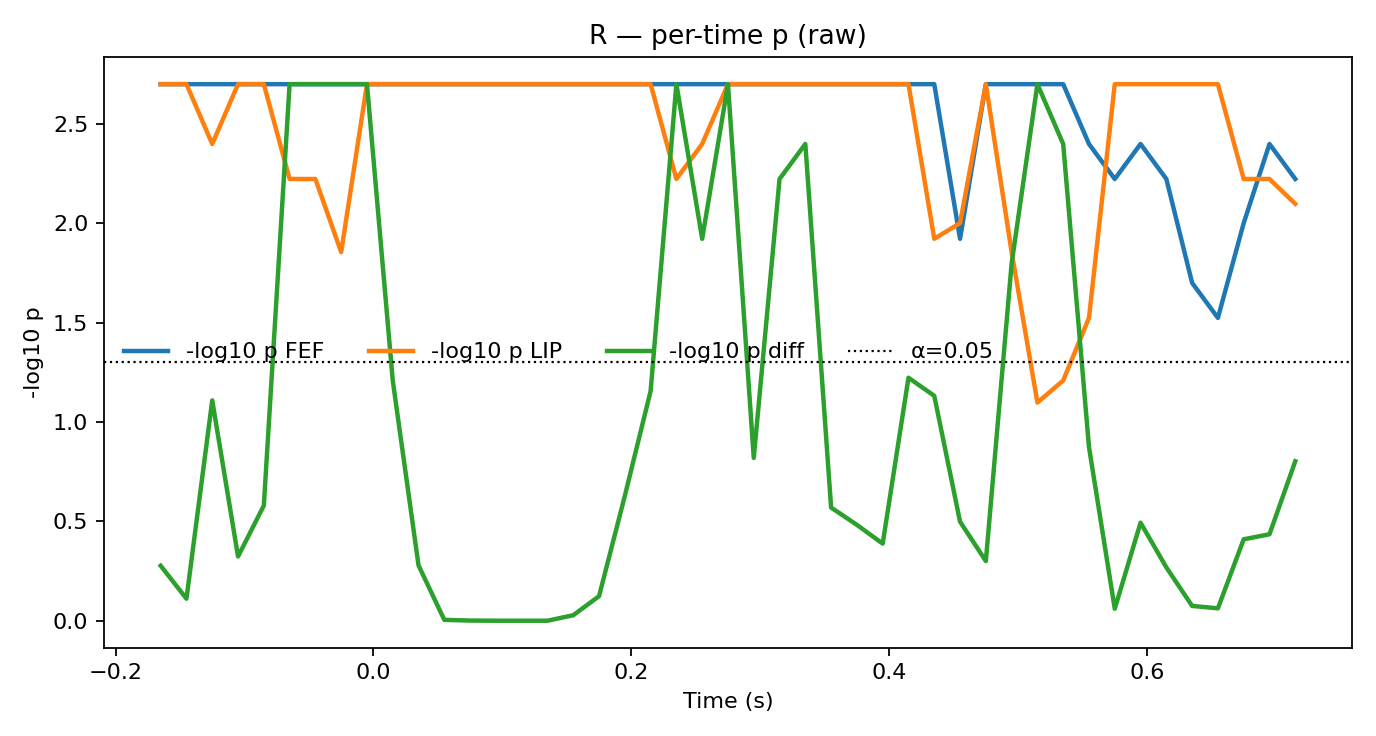 R — per-time p (raw)
-log10 p
2.5
2.0
1.5
1.0
0.5
0.0
-log10 p FEF
-log10 p LIP
-log10 p diff
α=0.05
−0.2
0.0
0.2
0.4
0.6
Time (s)